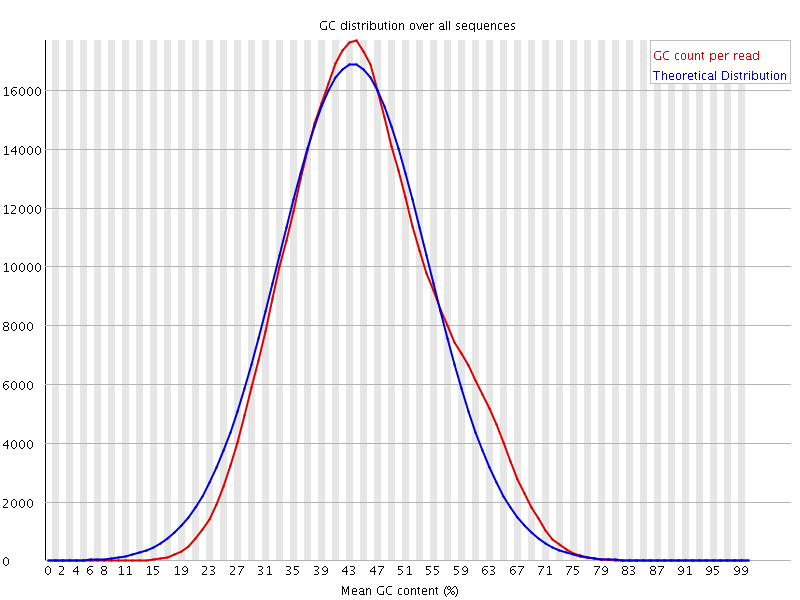 GC distribution over all sequences
GC count per read
Theoretical Distribution
16000
14000
12000
10000
8000
6000
4000
2000
0
0 2 4 6 8 11 15 19 23 27 31 35 39 43 47 51 55 59 63 67 71 75 79 83 87 91 95 99
Mean GC content (%)